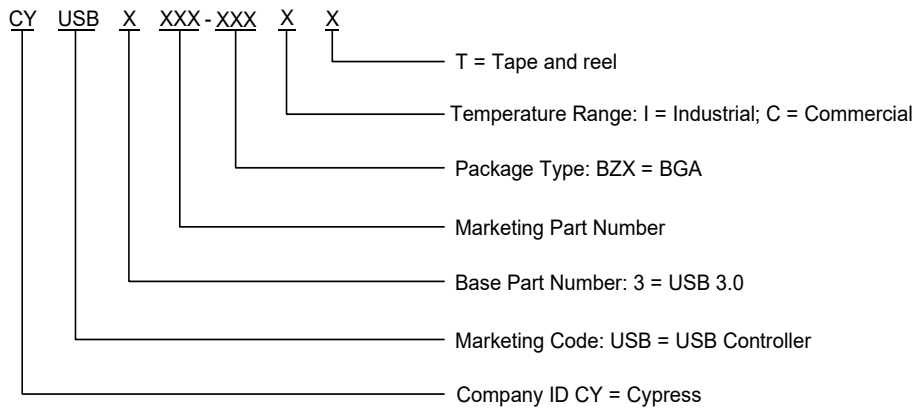 CY USB X XXX - XXX X X
T = Tape and reel
Temperature Range: I = Industrial; C = Commercial
Package Type: BZX = BGA
Marketing Part Number
Base Part Number: 3 = USB 3.0
Marketing Code: USB = USB Controller
Company ID CY = Cypress